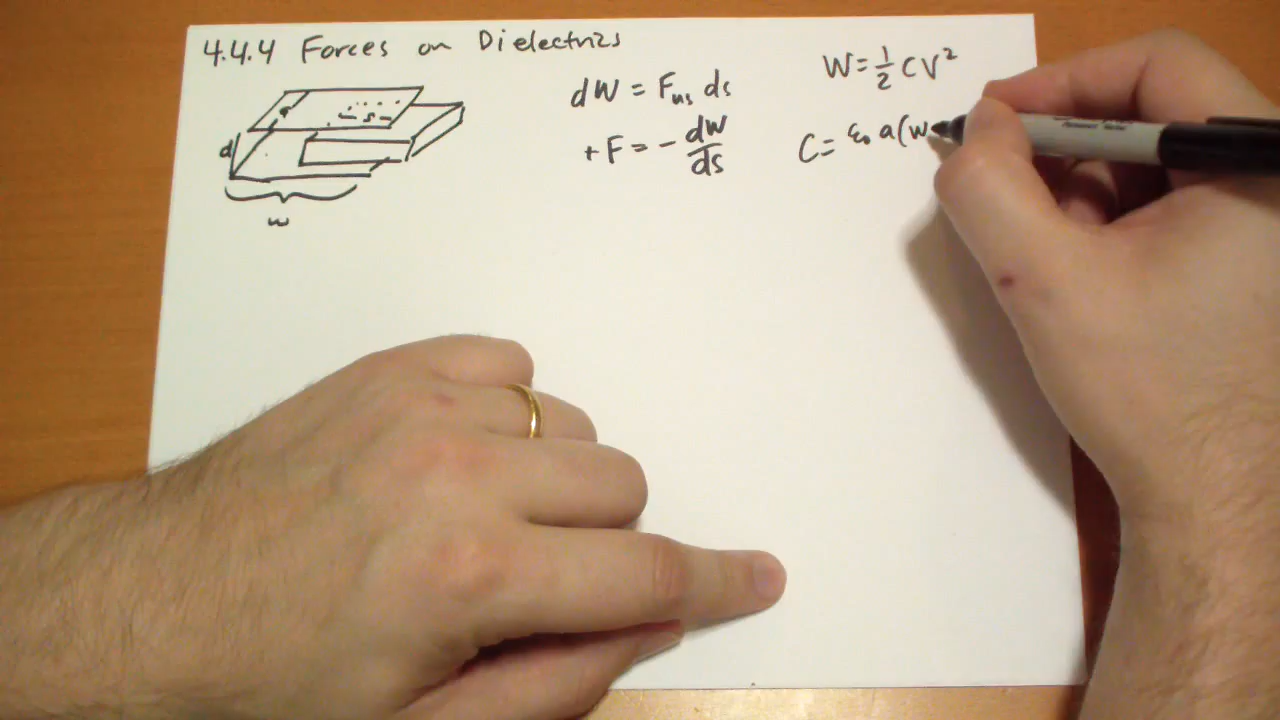 4.4.4 Forces on Dielectrics
W = 1/2 CV²
dW = F_us ds
+F = - dW/ds
C = ε₀ a(w
d
a
s
w